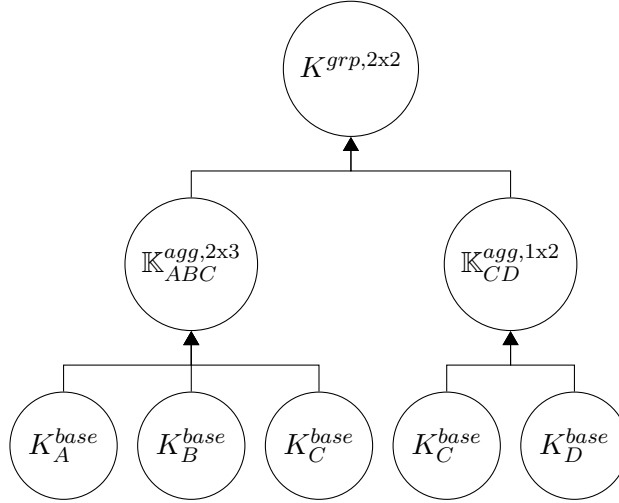 K^{grp,2x2}
𝕂^{agg,2x3}_{ABC} 𝕂^{agg,1x2}_{CD}
K^{base}_A K^{base}_B K^{base}_C K^{base}_C K^{base}_D